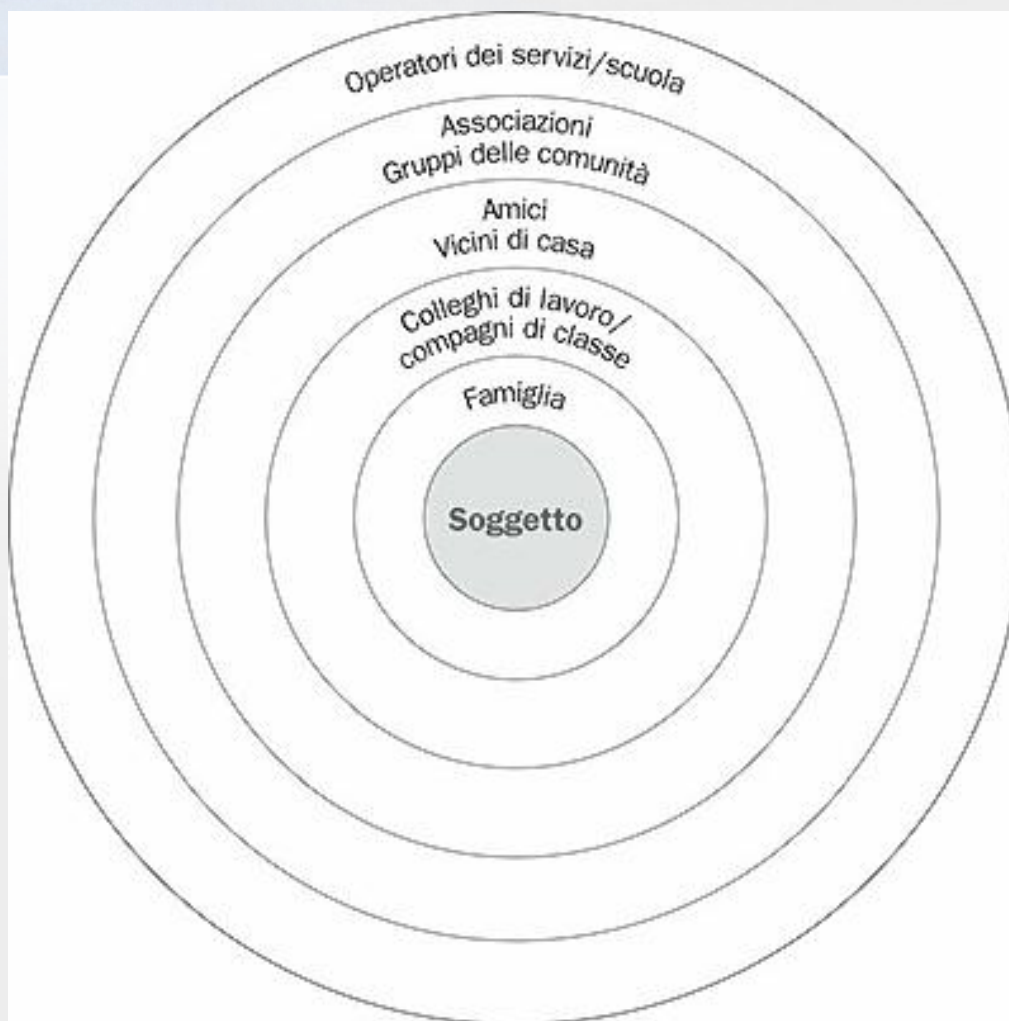 Operatori dei servizi/scuola
Associazioni
Gruppi delle comunità
Amici
Vicini di casa
Colleghi di lavoro/
compagni di classe
Famiglia
Soggetto